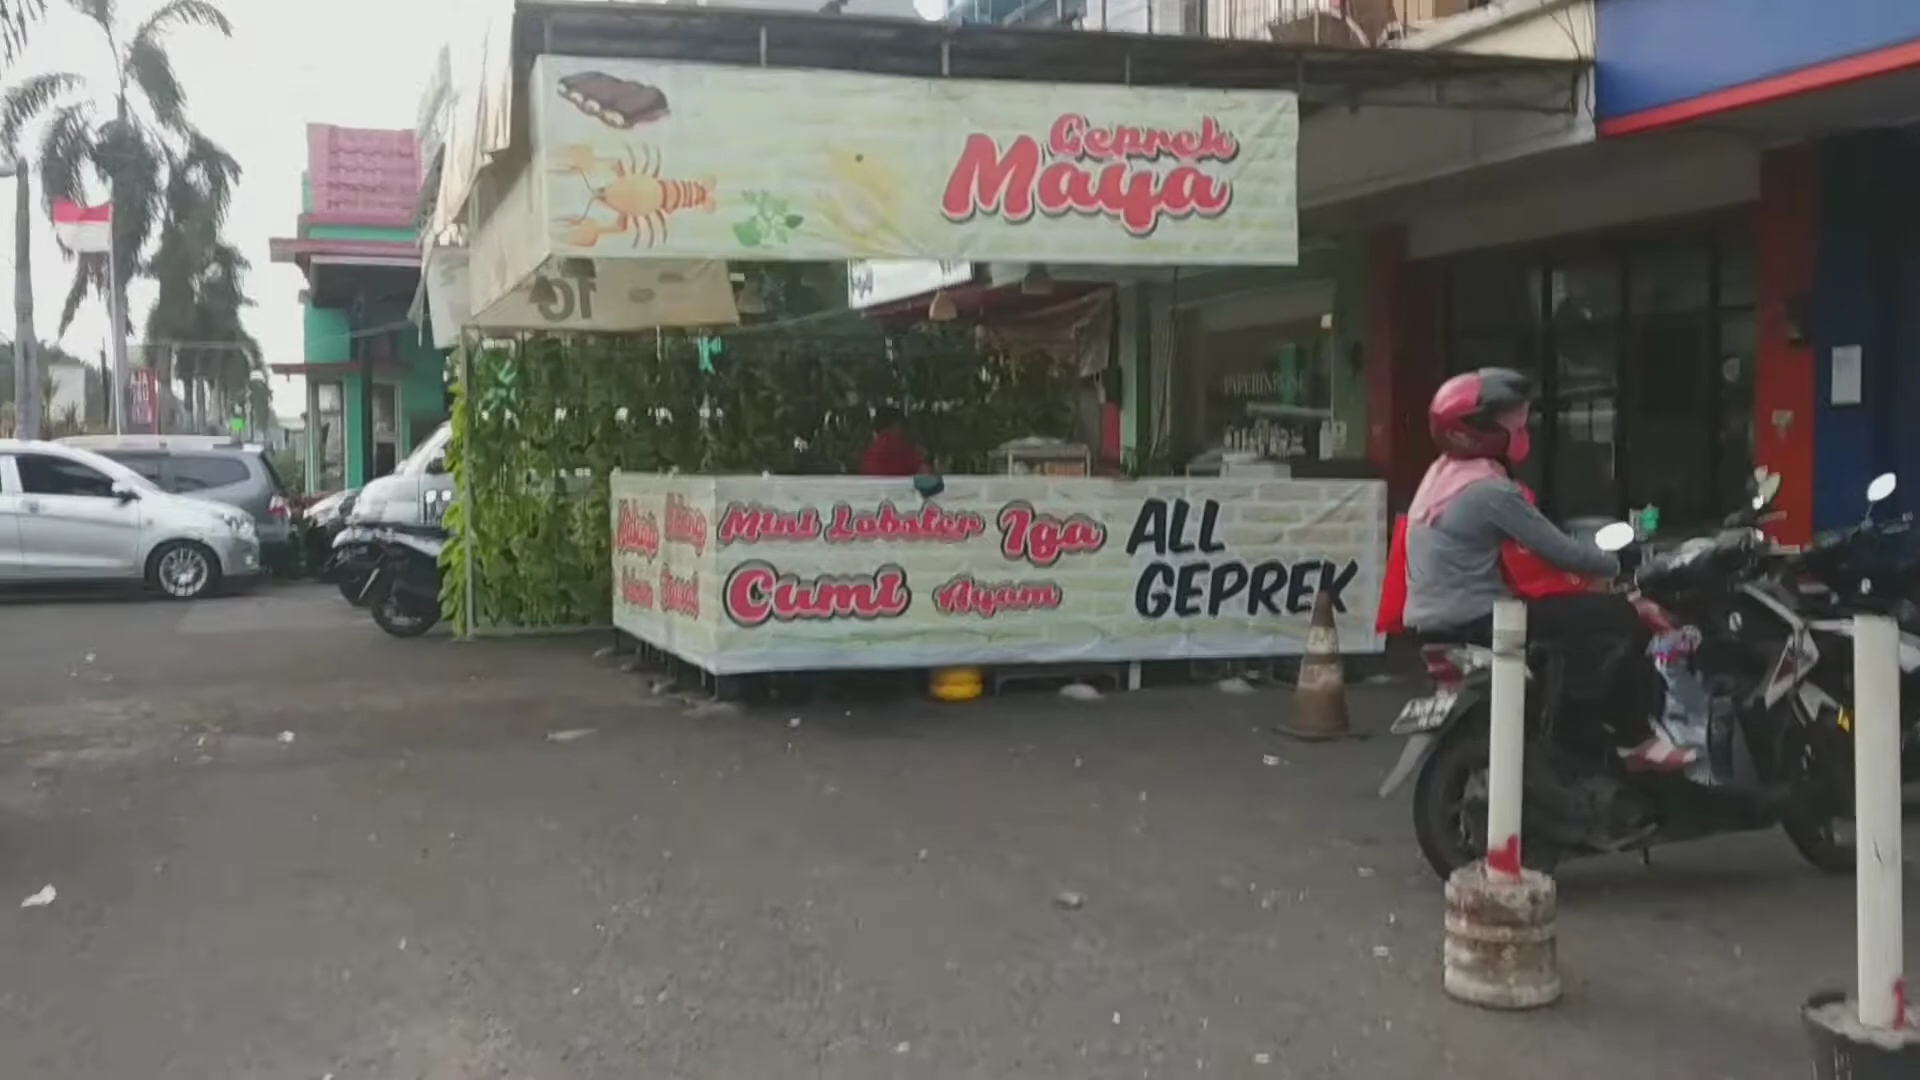 Geprek
Maya
Mini Lobster Iga
Cumi Ayam
ALL
GEPREK